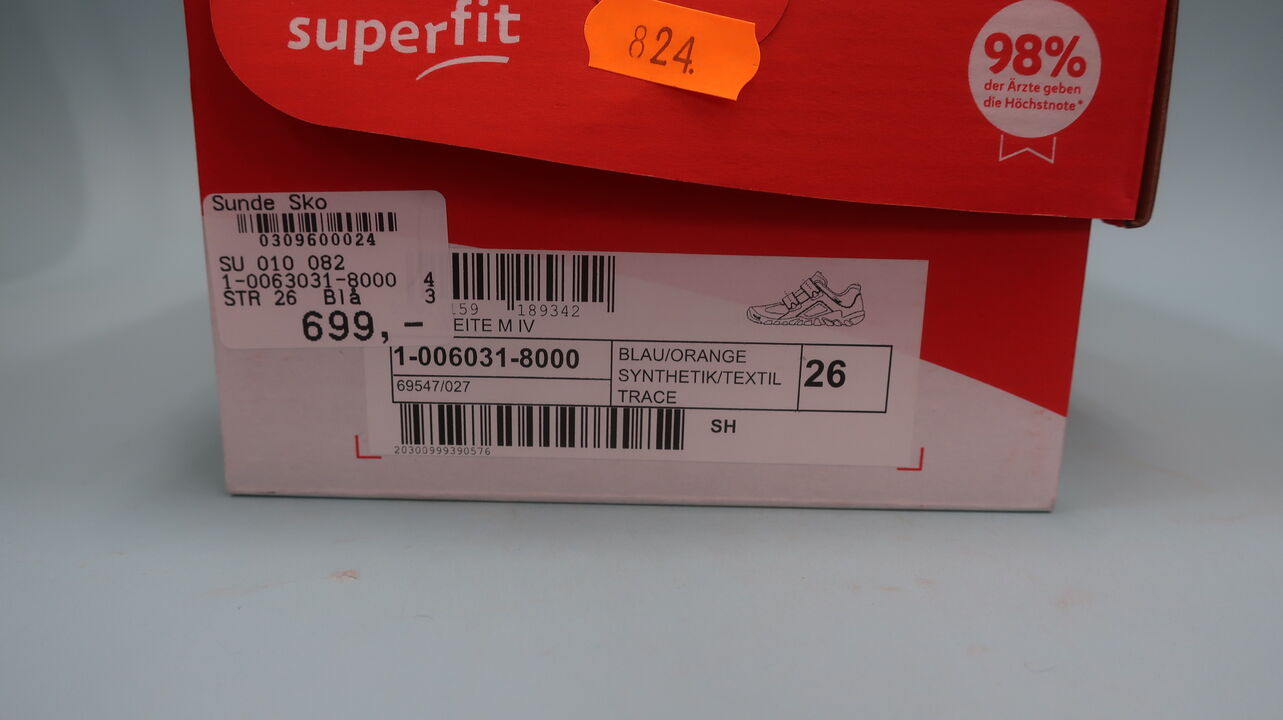 superfit
824.
98%
der Ärzte geben
die Höchstnote*
Sunde Sko
0309600024
SU 010 082
1-0063031-8000 4
STR 26 Blå 3
699,-
159 189342
EITE M IV
1-006031-8000
69547/027
BLAU/ORANGE
SYNTHETIK/TEXTIL
TRACE
26
SH
20300999390576